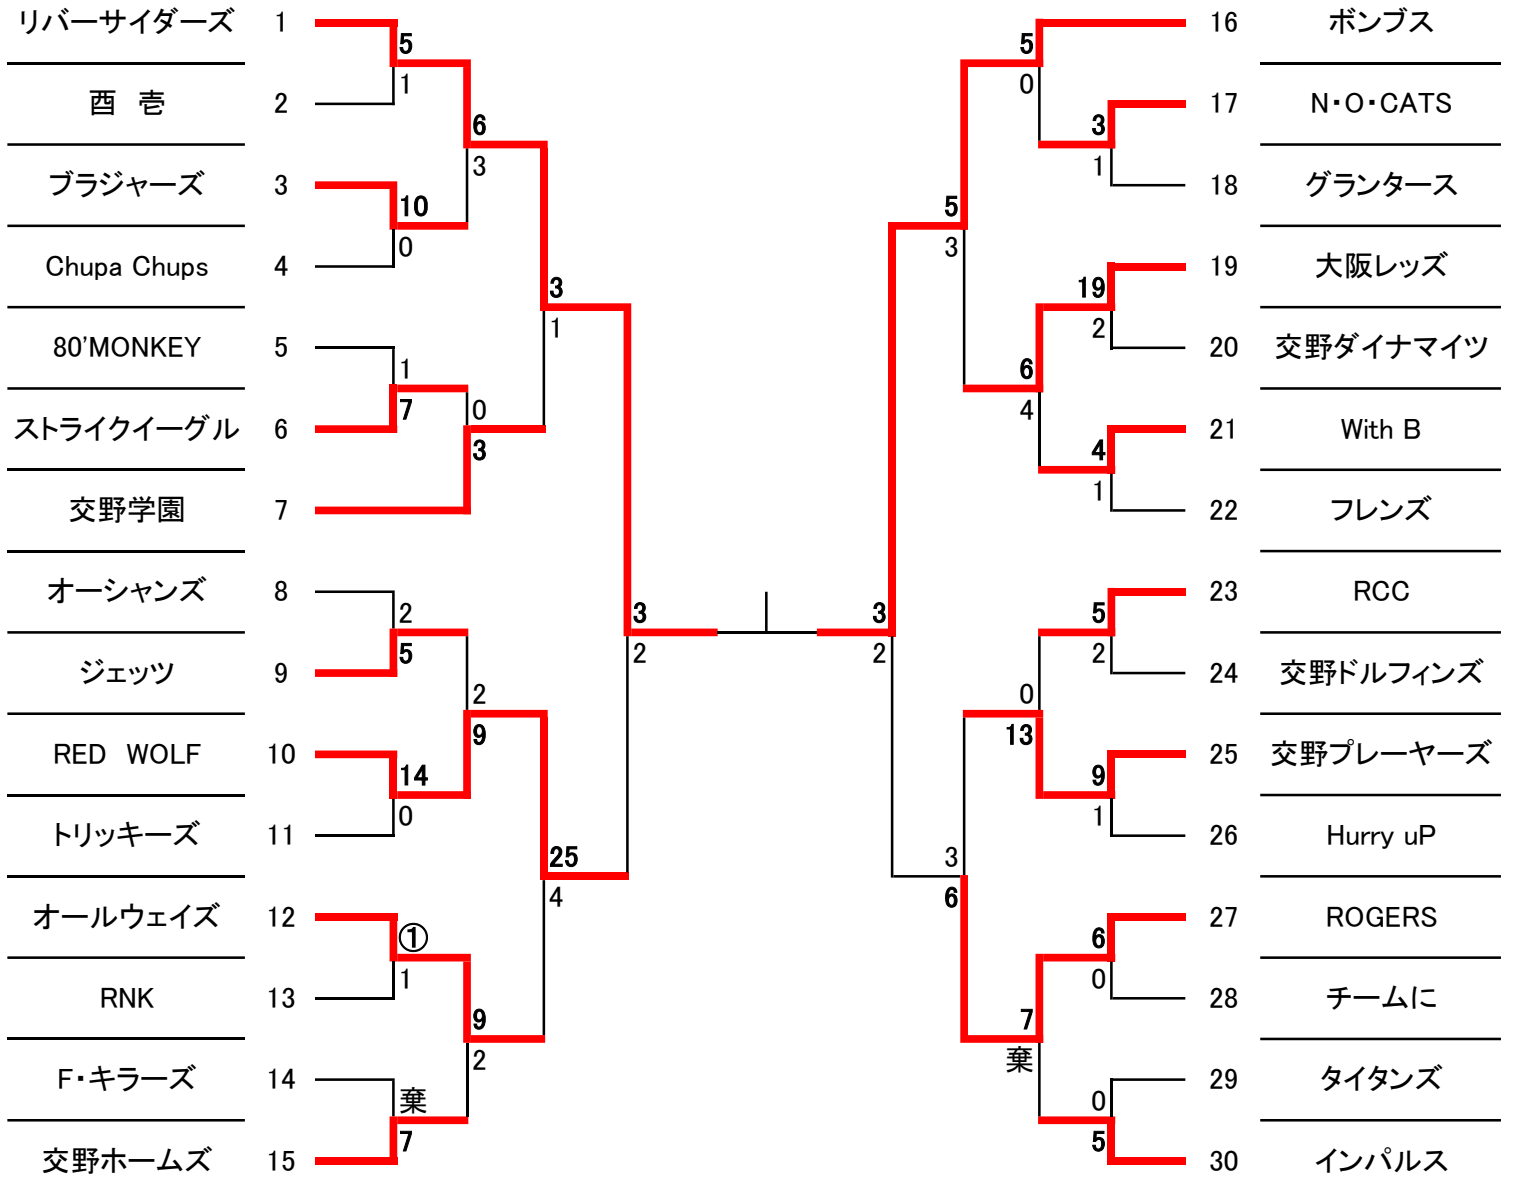 リバーサイダーズ 1
5
1
酉　壱 2
6
3
ブラジャーズ 3
10
0
Chupa Chups 4
3
1
80'MONKEY 5
1
7
ストライクイーグル 6
0
3
交野学園 7
オーシャンズ 8
2
5
ジェッツ 9
3
2
2
9
RED　WOLF 10
14
0
トリッキーズ 11
25
4
オールウェイズ 12
①
1
RNK 13
9
2
F・キラーズ 14
棄
7
交野ホームズ 15
16 ボンブス
5
0
17 N・O・CATS
3
1
18 グランタース
5
3
19 大阪レッズ
19
2
20 交野ダイナマイツ
6
4
21 With B
4
1
22 フレンズ
23 RCC
3
2
5
2
24 交野ドルフィンズ
0
13
25 交野プレーヤーズ
9
1
26 Hurry uP
3
6
27 ROGERS
6
0
28 チームに
7
棄
29 タイタンズ
0
5
30 インパルス